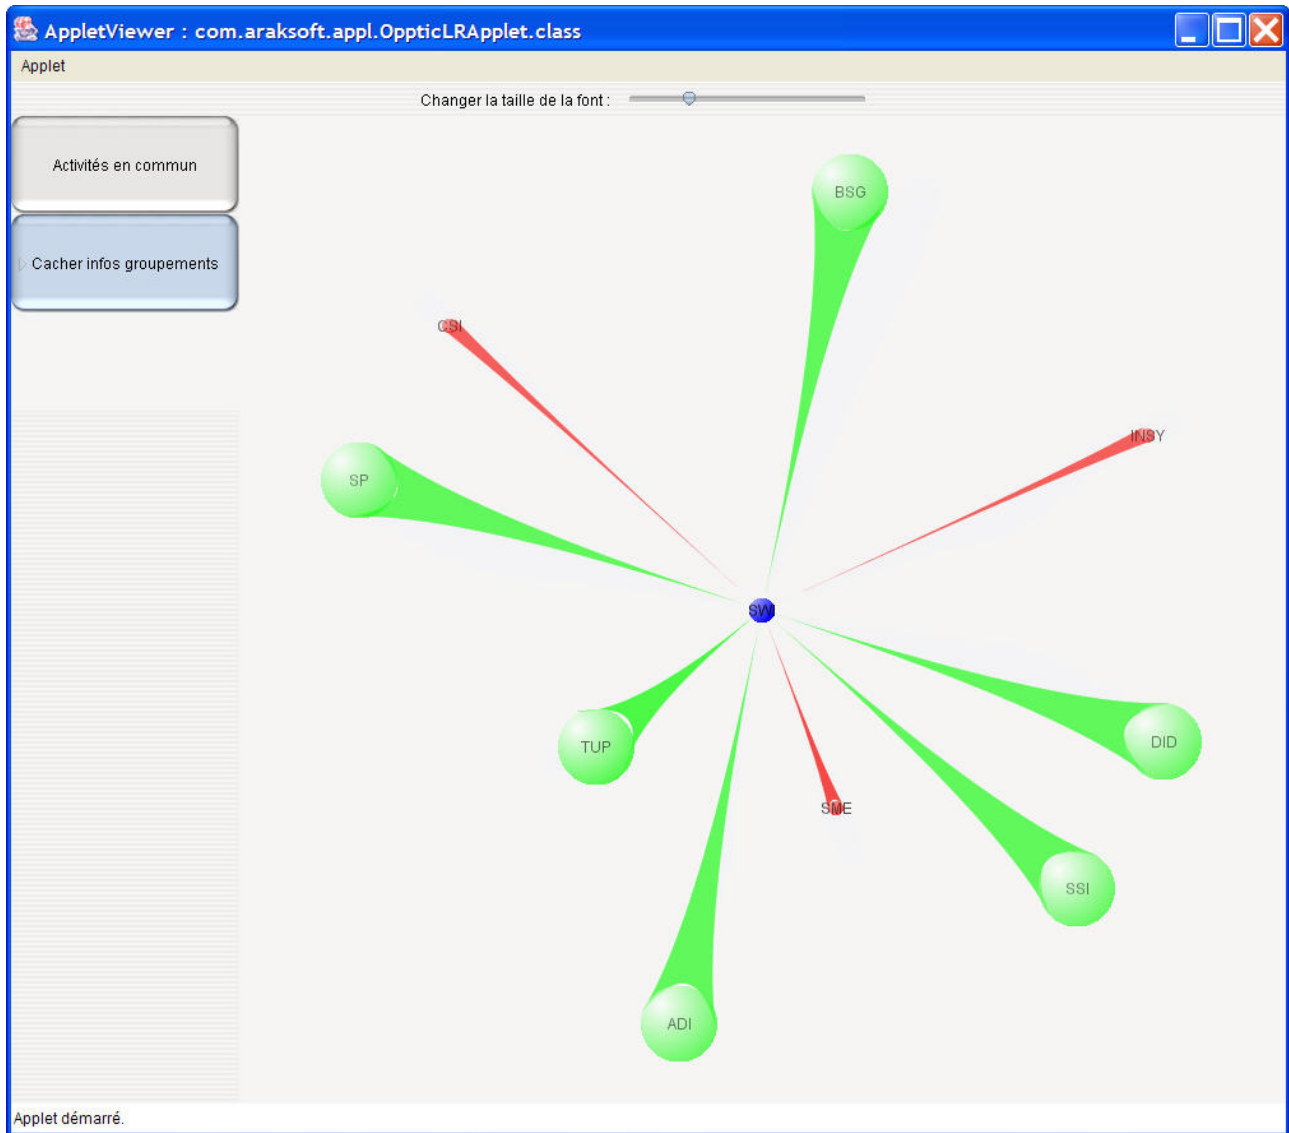 AppletViewer : com.araksoft.appl.OppticLRApplet.class
Applet
Changer la taille de la font :
Activités en commun
Cacher infos groupements
BSG
CSI
INSY
SP
SWI
TUP
DID
SME
SSI
ADI
Applet démarré.